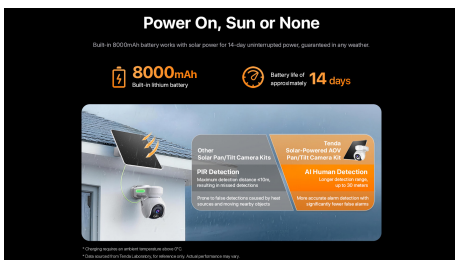 Power On, Sun or None
Built-in 8000mAh battery works with solar power for 14-day uninterrupted power, guaranteed in any weather.
8000mAh
Built-in lithium battery
Battery life of
approximately 14 days
Other
Solar Pan/Tilt Camera Kits
Tenda
Solar-Powered AOV
Pan/Tilt Camera Kit
PIR Detection
Maximum detection distance <10m,
resulting in missed detections
AI Human Detection
Longer detection range,
up to 30 meters
Prone to false detections caused by heat
sources and moving nearby objects
More accurate alarm detection with
significantly fewer false alarms
* Charging requires an ambient temperature above 0°C.
* Data sourced from Tenda Laboratory, for reference only. Actual performance may vary.